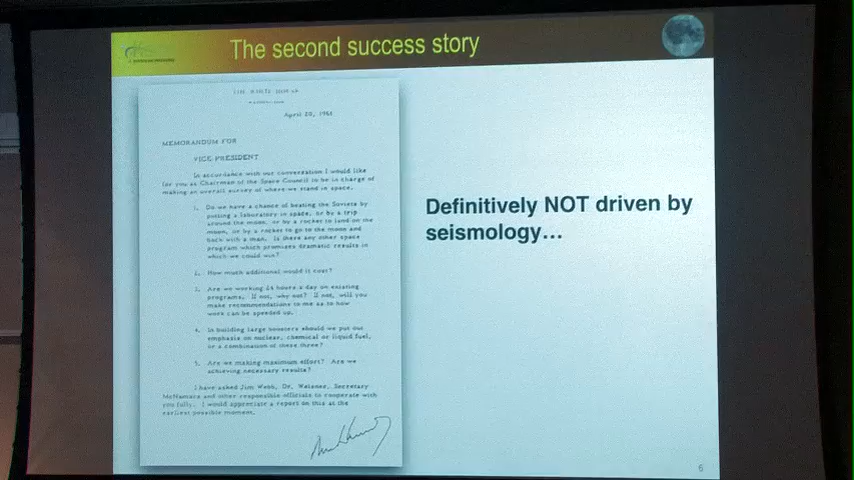 The second success story
THE WHITE HOUSE
WASHINGTON
April 20, 1961
MEMORANDUM FOR
VICE PRESIDENT
In accordance with our conversation I would like
for you as Chairman of the Space Council to be in charge of
making an overall survey of where we stand in space.
1. Do we have a chance of beating the Soviets by
putting a laboratory in space, or by a trip
around the moon, or by a rocket to land on the
moon, or by a rocket to go to the moon and
back with a man. Is there any other space
program which promises dramatic results in
which we could win?
2. How much additional would it cost?
3. Are we working 24 hours a day on existing
programs. If not, why not? If not, will you
make recommendations to me as to how
work can be speeded up.
4. In building large boosters should we put out
emphasis on nuclear, chemical or liquid fuel,
or a combination of these three?
5. Are we making maximum effort? Are we
achieving necessary results?
I have asked Jim Webb, Dr. Weisner, Secretary
McNamara and other responsible officials to cooperate with
you fully. I would appreciate a report on this at the
earliest possible moment.
Definitively NOT driven by
seismology...
6